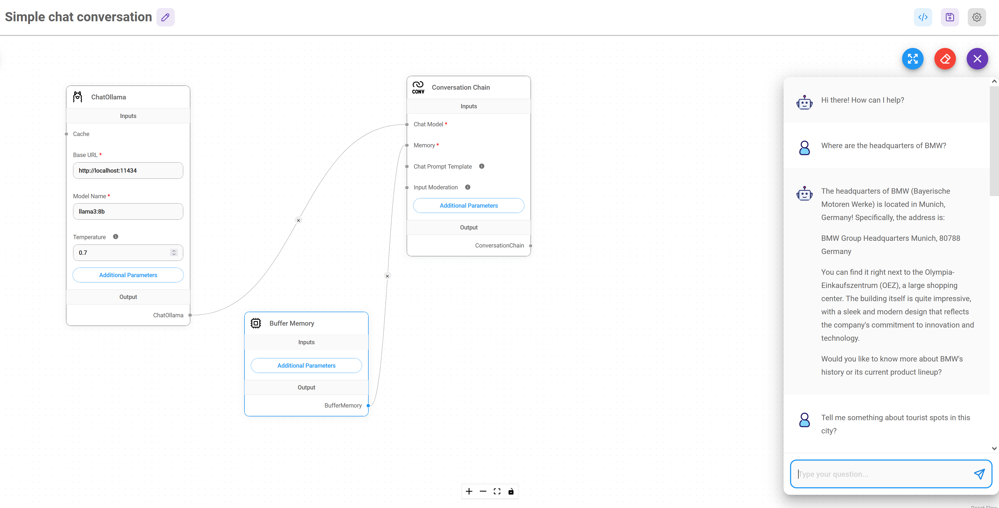 Simple chat conversation
ChatOllama
Inputs
Cache
Base URL *
http://localhost:11434
Model Name *
llama3:8b
Temperature
0.7
Additional Parameters
Output
ChatOllama
Buffer Memory
Inputs
Additional Parameters
Output
BufferMemory
CONV
Conversation Chain
Inputs
Chat Model *
Memory *
Chat Prompt Template
Input Moderation
Additional Parameters
Output
ConversationChain
Hi there! How can I help?
Where are the headquarters of BMW?
The headquarters of BMW (Bayerische
Motoren Werke) is located in Munich,
Germany! Specifically, the address is:
BMW Group Headquarters Munich, 80788
Germany
You can find it right next to the Olympia-
Einkaufszentrum (OEZ), a large shopping
center. The building itself is quite impressive,
with a sleek and modern design that reflects
the company's commitment to innovation and
technology.
Would you like to know more about BMW's
history or its current product lineup?
Tell me something about tourist spots in this
city?
Type your question...
React Flow